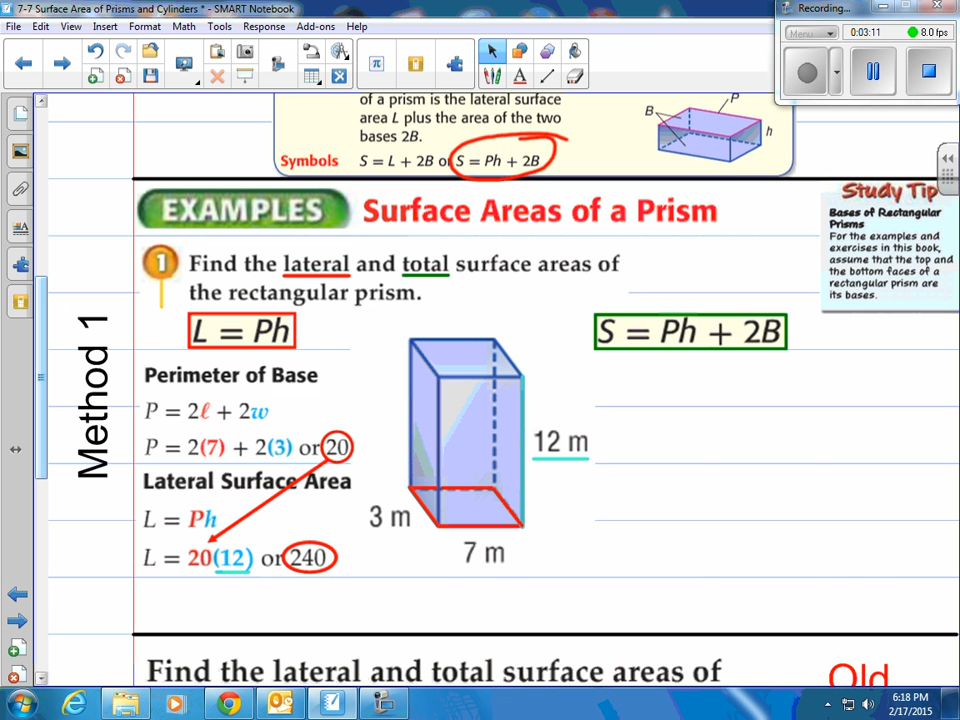 7-7 Surface Area of Prisms and Cylinders * - SMART Notebook
File Edit View Insert Format Math Tools Response Add-ons Help
Recording...
Menu
0:03:11
8.0 fps
of a prism is the lateral surface
area L plus the area of the two
bases 2B.
Symbols S = L + 2B or S = Ph + 2B
B
P
h
EXAMPLES Surface Areas of a Prism
Study Tip
Bases of Rectangular
Prisms
For the examples and
exercises in this book,
assume that the top and
the bottom faces of a
rectangular prism are
its bases.
1 Find the lateral and total surface areas of
the rectangular prism.
Method 1
L = Ph
S = Ph + 2B
Perimeter of Base
P = 2ℓ + 2w
P = 2(7) + 2(3) or 20
Lateral Surface Area
L = Ph
L = 20(12) or 240
12 m
3 m
7 m
Find the lateral and total surface areas of
Old
6:18 PM
2/17/2015